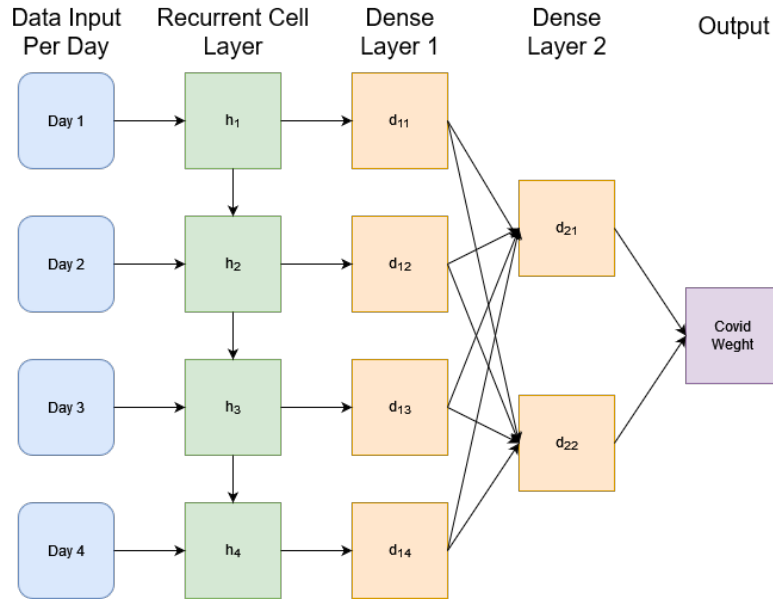 Data Input
Per Day
Recurrent Cell
Layer
Dense
Layer 1
Dense
Layer 2
Output
Day 1
h₁
d₁₁
Day 2
h₂
d₁₂
d₂₁
Covid
Weght
Day 3
h₃
d₁₃
d₂₂
Day 4
h₄
d₁₄